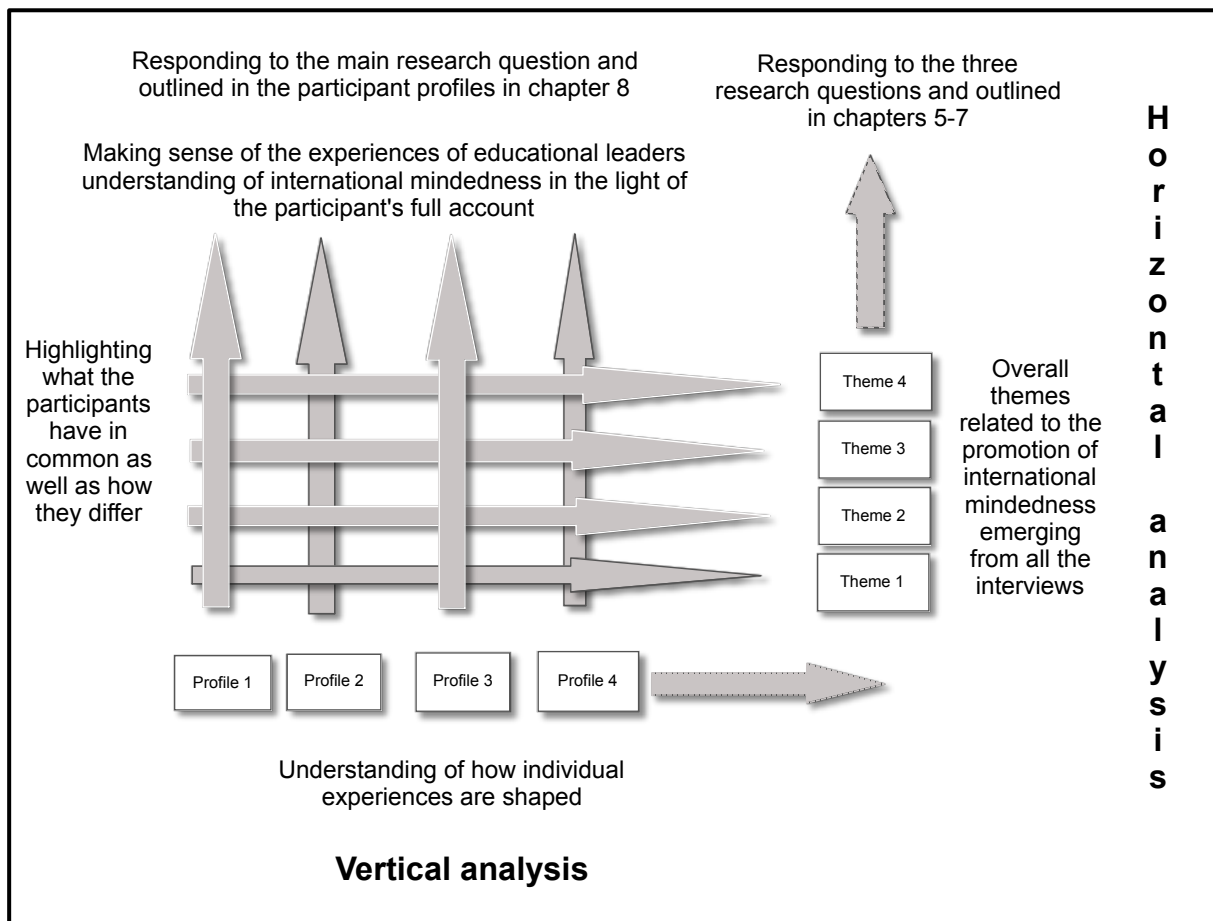 Responding to the main research question and
outlined in the participant profiles in chapter 8
Responding to the three
research questions and outlined
in chapters 5-7
Making sense of the experiences of educational leaders
understanding of international mindedness in the light of
the participant's full account
Highlighting
what the
participants
have in
common as
well as how
they differ
Theme 4
Theme 3
Theme 2
Theme 1
Overall
themes
related to the
promotion of
international
mindedness
emerging
from all the
interviews
Horizontal analysis
Profile 1
Profile 2
Profile 3
Profile 4
Understanding of how individual
experiences are shaped
Vertical analysis